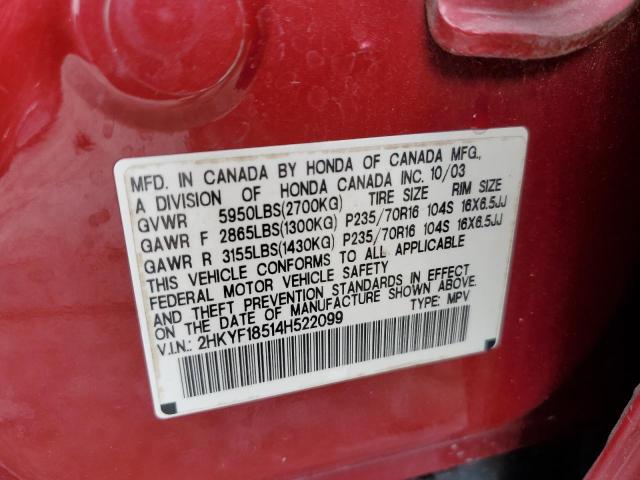 MFD. IN CANADA BY HONDA OF CANADA MFG.,
A DIVISION OF HONDA CANADA INC. 10/03
GVWR 5950LBS(2700KG) TIRE SIZE RIM SIZE
GAWR F 2865LBS(1300KG) P235/70R16 104S 16X6.5JJ
GAWR R 3155LBS(1430KG) P235/70R16 104S 16X6.5JJ
THIS VEHICLE CONFORMS TO ALL APPLICABLE
FEDERAL MOTOR VEHICLE SAFETY
AND THEFT PREVENTION STANDARDS IN EFFECT
ON THE DATE OF MANUFACTURE SHOWN ABOVE.
V.I.N.: 2HKYF18514H522099 TYPE: MPV